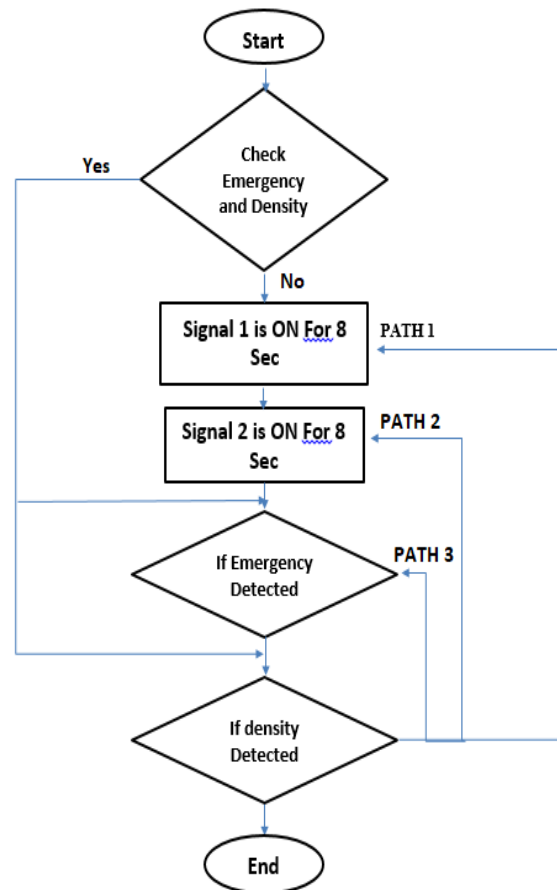 Start
Check
Emergency
and Density
Yes
No
Signal 1 is ON For 8
Sec
PATH 1
Signal 2 is ON For 8
Sec
PATH 2
If Emergency
Detected
PATH 3
If density
Detected
End